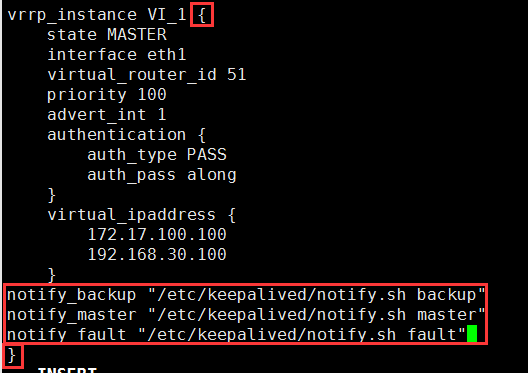 vrrp_instance VI_1 {
    state MASTER
    interface eth1
    virtual_router_id 51
    priority 100
    advert_int 1
    authentication {
        auth_type PASS
        auth_pass along
    }
    virtual_ipaddress {
        172.17.100.100
        192.168.30.100
    }
notify_backup "/etc/keepalived/notify.sh backup"
notify_master "/etc/keepalived/notify.sh master"
notify_fault "/etc/keepalived/notify.sh fault"
}
-- INSERT --